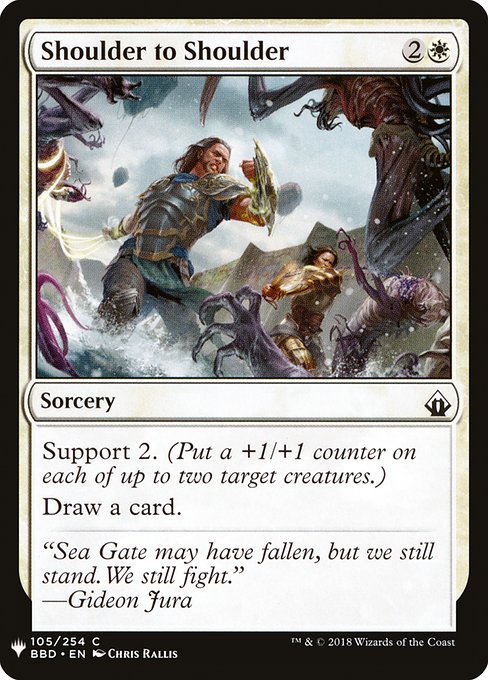 Shoulder to Shoulder 2
Sorcery
Support 2. (Put a +1/+1 counter on
each of up to two target creatures.)
Draw a card.
“Sea Gate may have fallen, but we still
stand. We still fight.”
—Gideon Jura
105/254 C
BBD • EN Chris Rallis
™ & © 2018 Wizards of the Coast